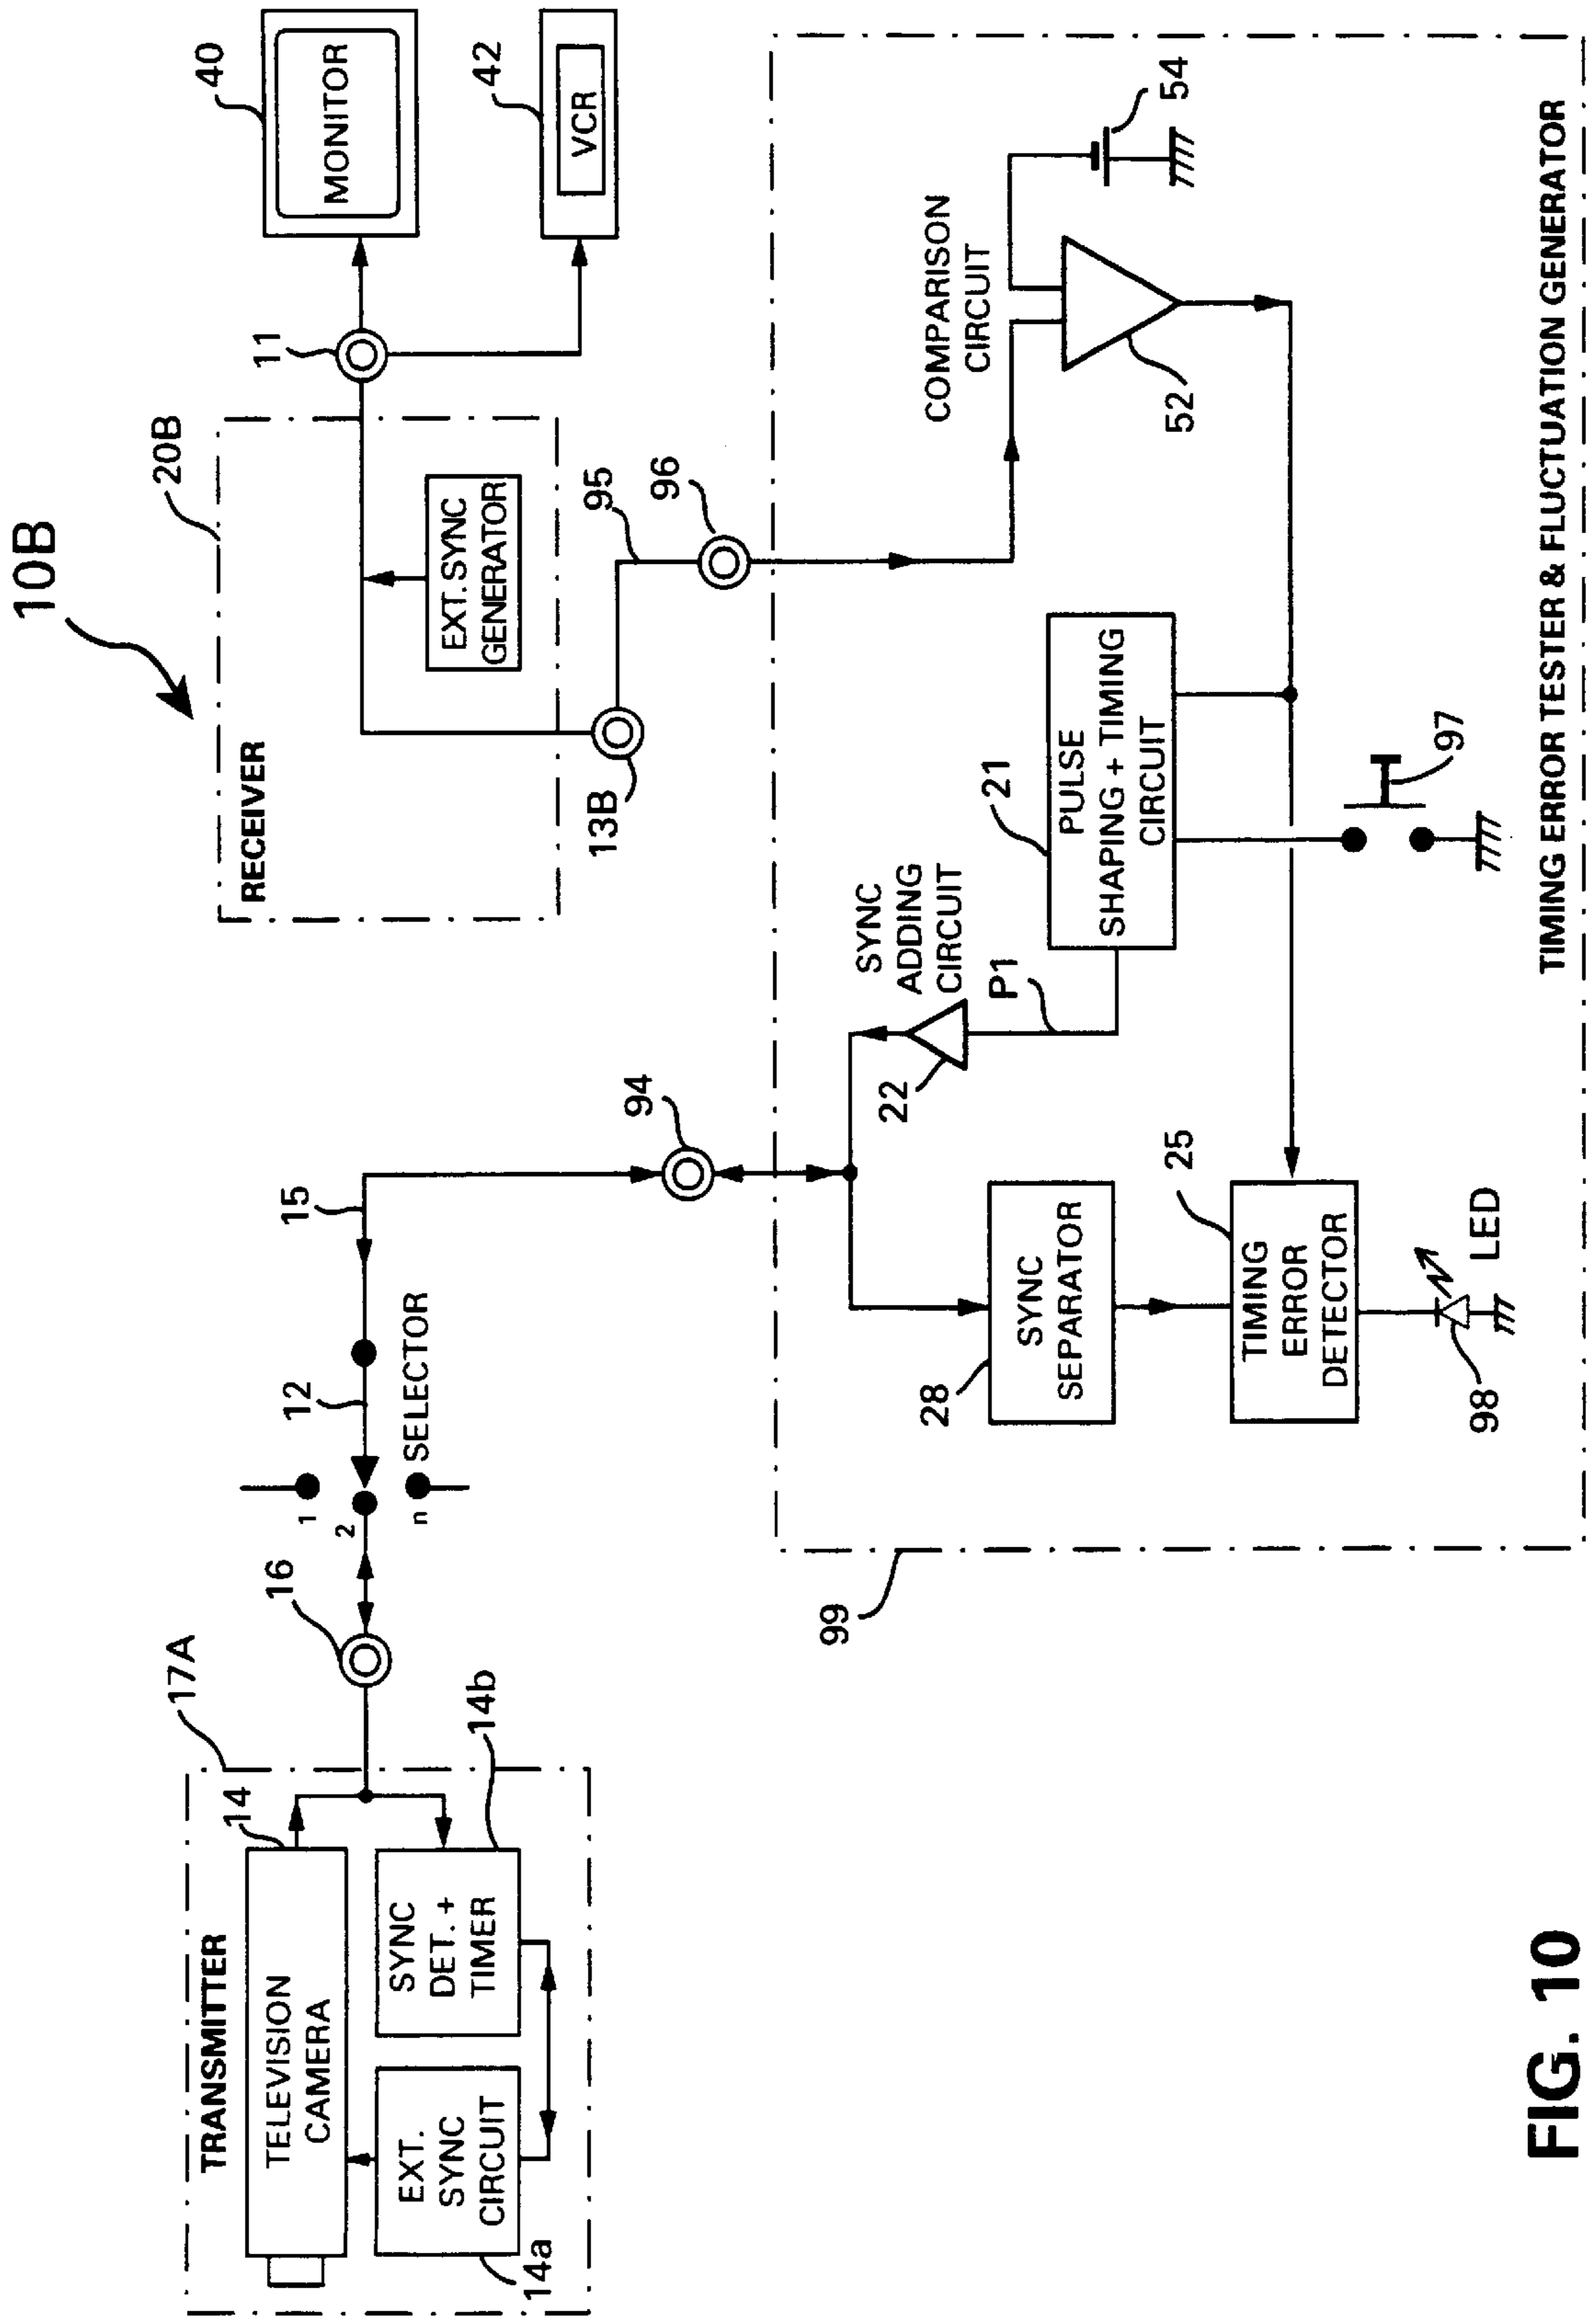 10B
17A
TRANSMITTER
14
TELEVISION
CAMERA
EXT.
SYNC
CIRCUIT
14a
SYNC
DET. +
TIMER
14b
16
1
2
n
SELECTOR
12
15
94
20B
RECEIVER
EXT. SYNC
GENERATOR
11
40
MONITOR
42
VCR
13B
95
96
99
SYNC
ADDING
CIRCUIT
22
P1
COMPARISON
CIRCUIT
52
54
28
SYNC
SEPARATOR
21
PULSE
SHAPING + TIMING
CIRCUIT
25
TIMING
ERROR
DETECTOR
97
98
LED
TIMING ERROR TESTER & FLUCTUATION GENERATOR
FIG. 10